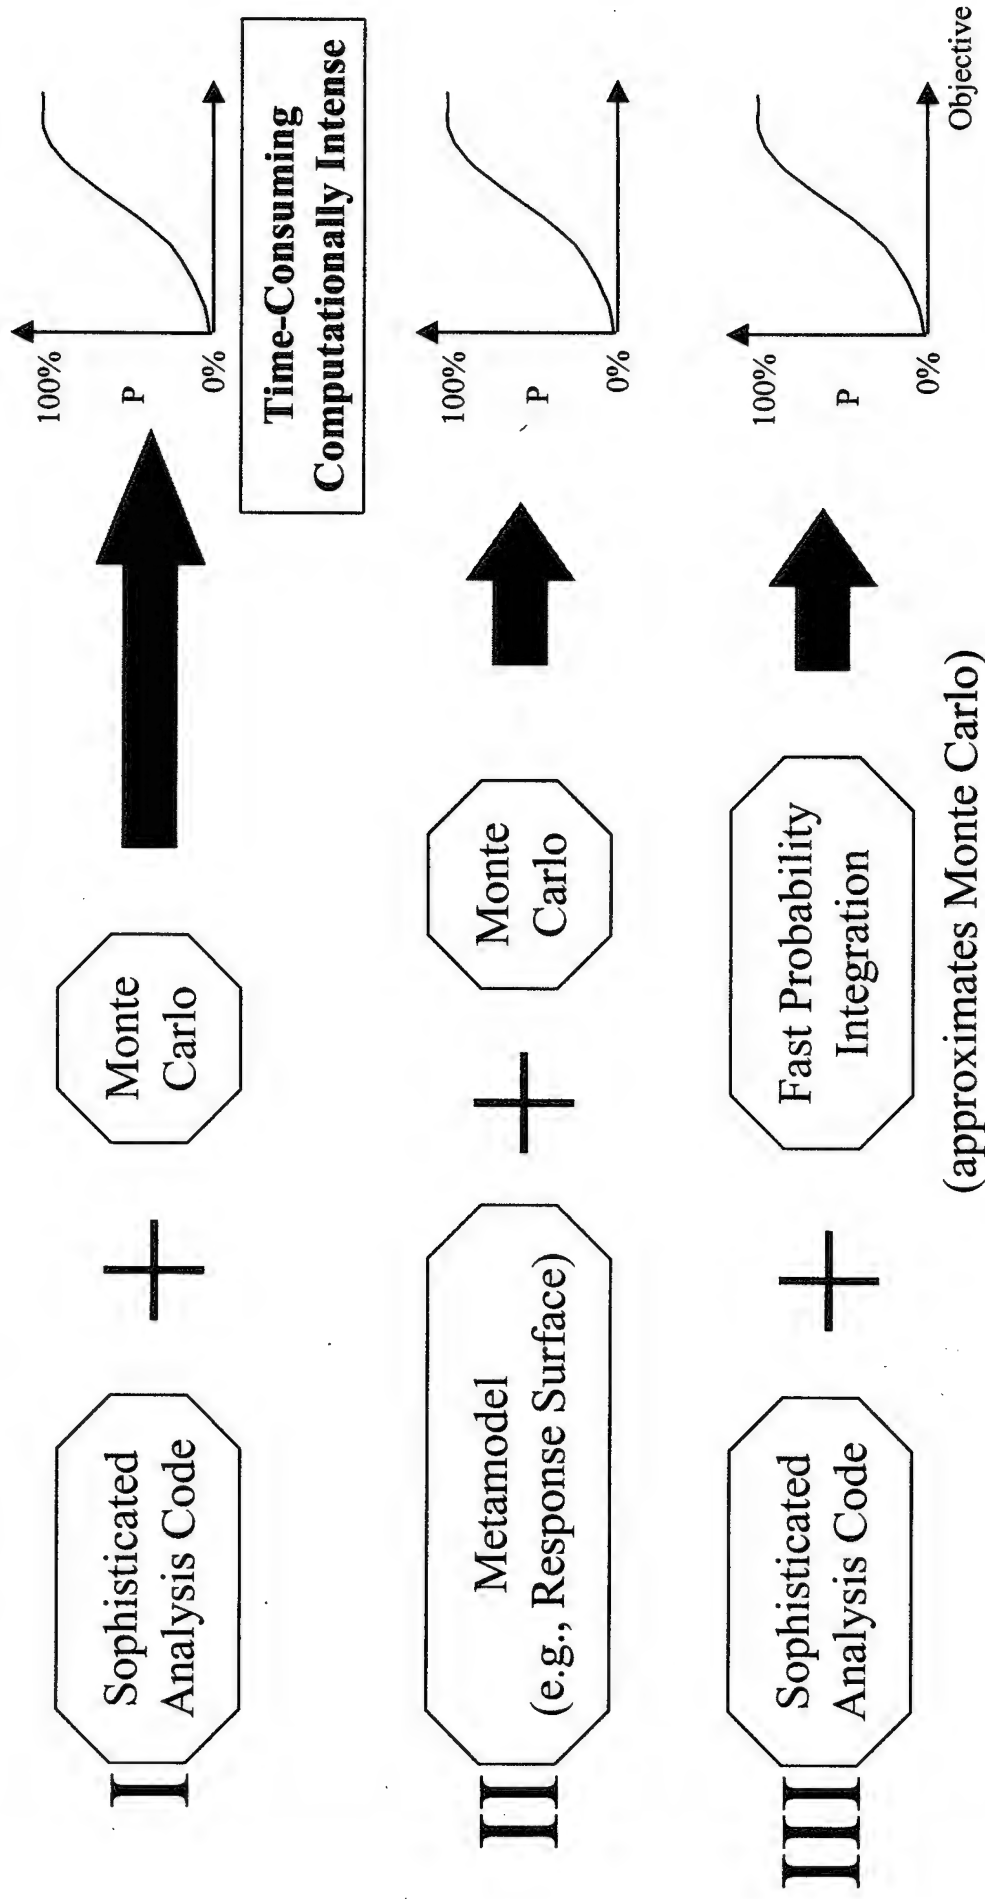 I
Sophisticated
Analysis Code
+
Monte
Carlo
100%
P
0%
Time-Consuming
Computationally Intense
II
Metamodel
(e.g., Response Surface)
+
Monte
Carlo
100%
P
0%
III
Sophisticated
Analysis Code
+
Fast Probability
Integration
(approximates Monte Carlo)
100%
P
0%
Objective